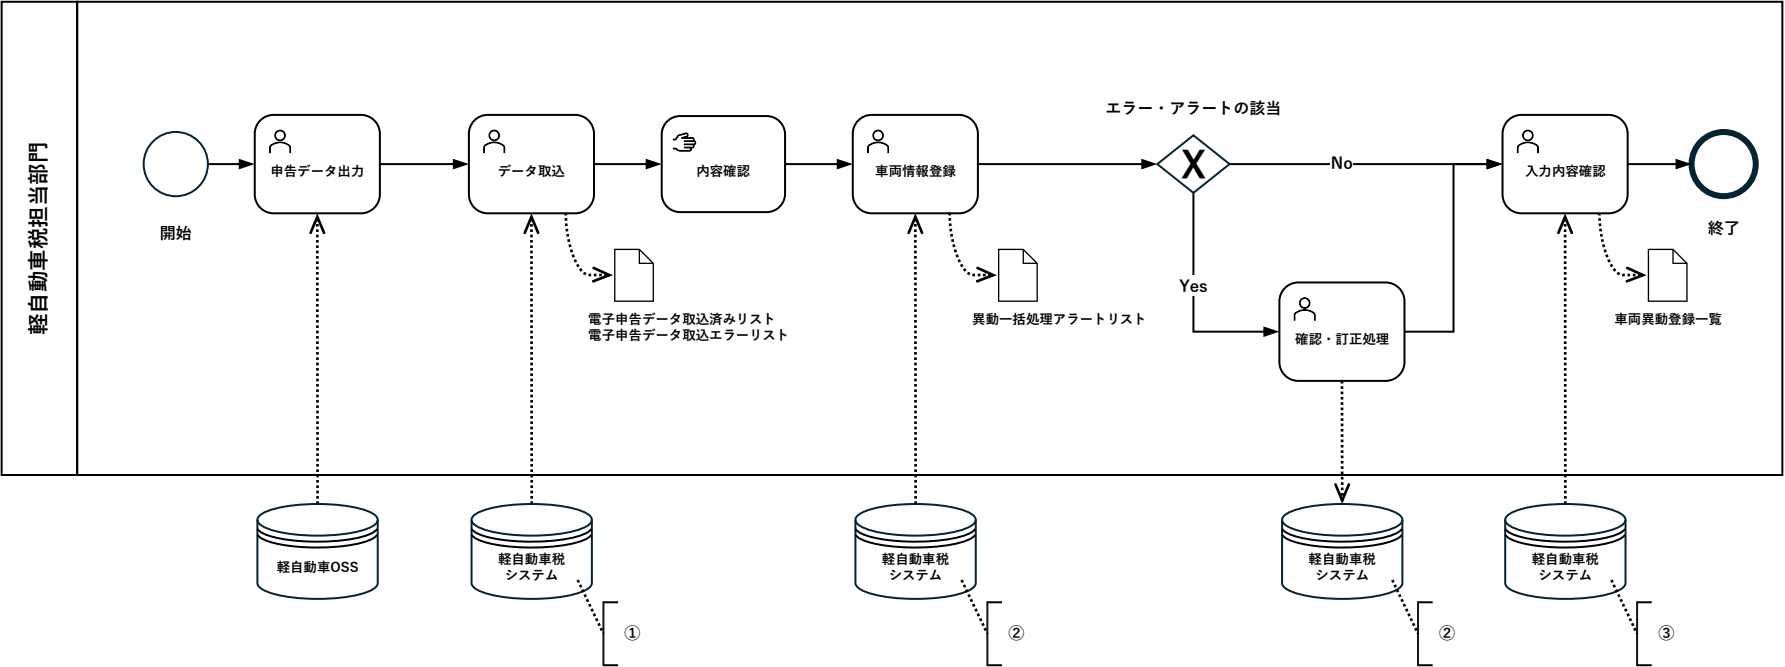 軽自動車税担当部門
開始
申告データ出力
データ取込
内容確認
車両情報登録
エラー・アラートの該当
X
No
Yes
確認・訂正処理
入力内容確認
終了
電子申告データ取込済みリスト
電子申告データ取込エラーリスト
異動一括処理アラートリスト
車両異動登録一覧
軽自動車OSS
軽自動車税
システム
①
軽自動車税
システム
②
軽自動車税
システム
②
軽自動車税
システム
③